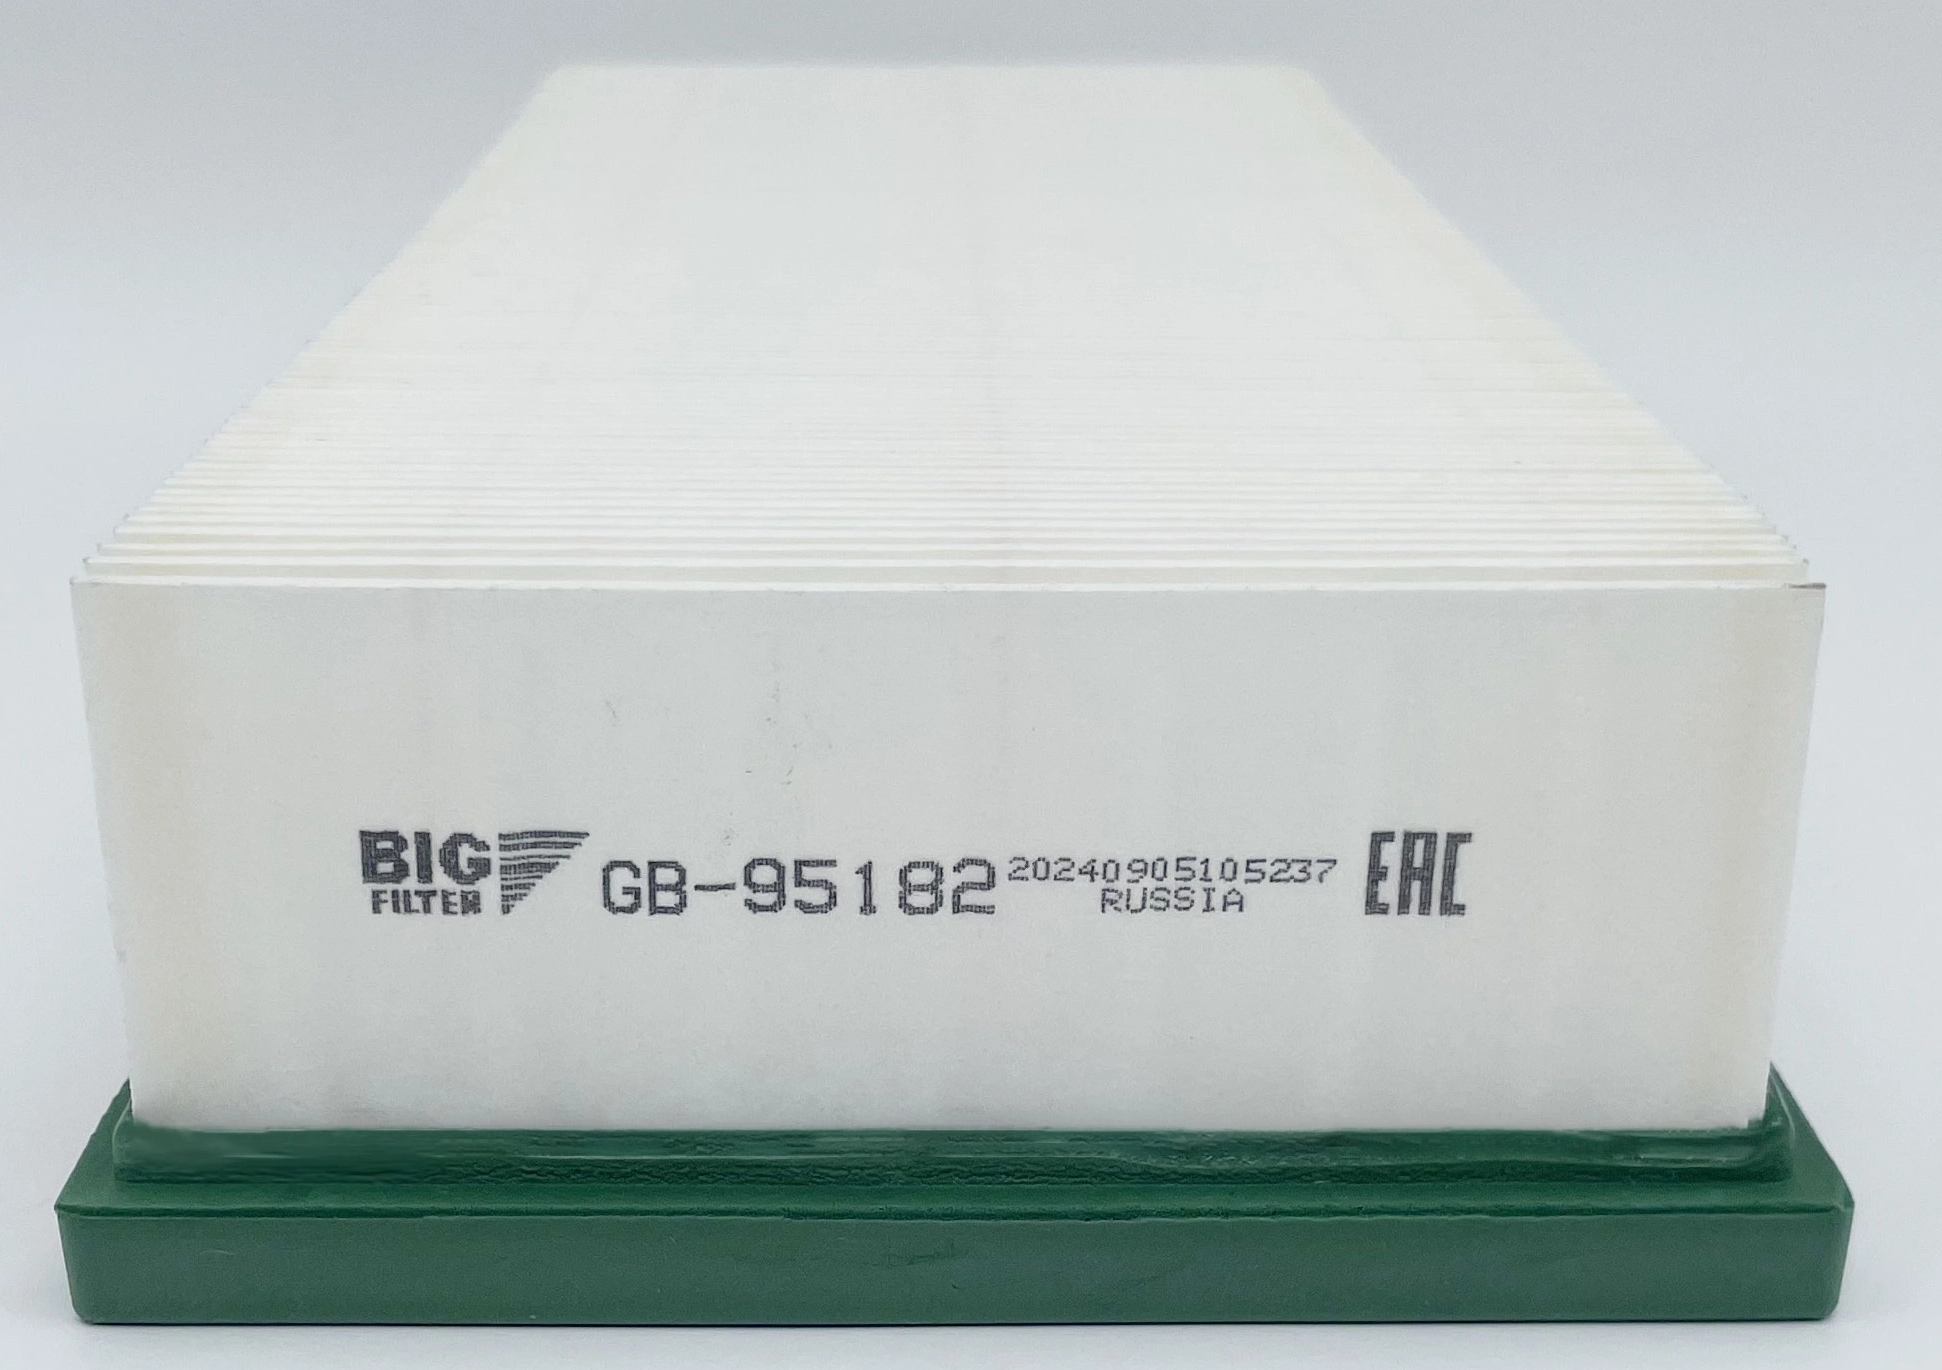 BIG
FILTER
GB-95182
20240905105237
RUSSIA
EAC